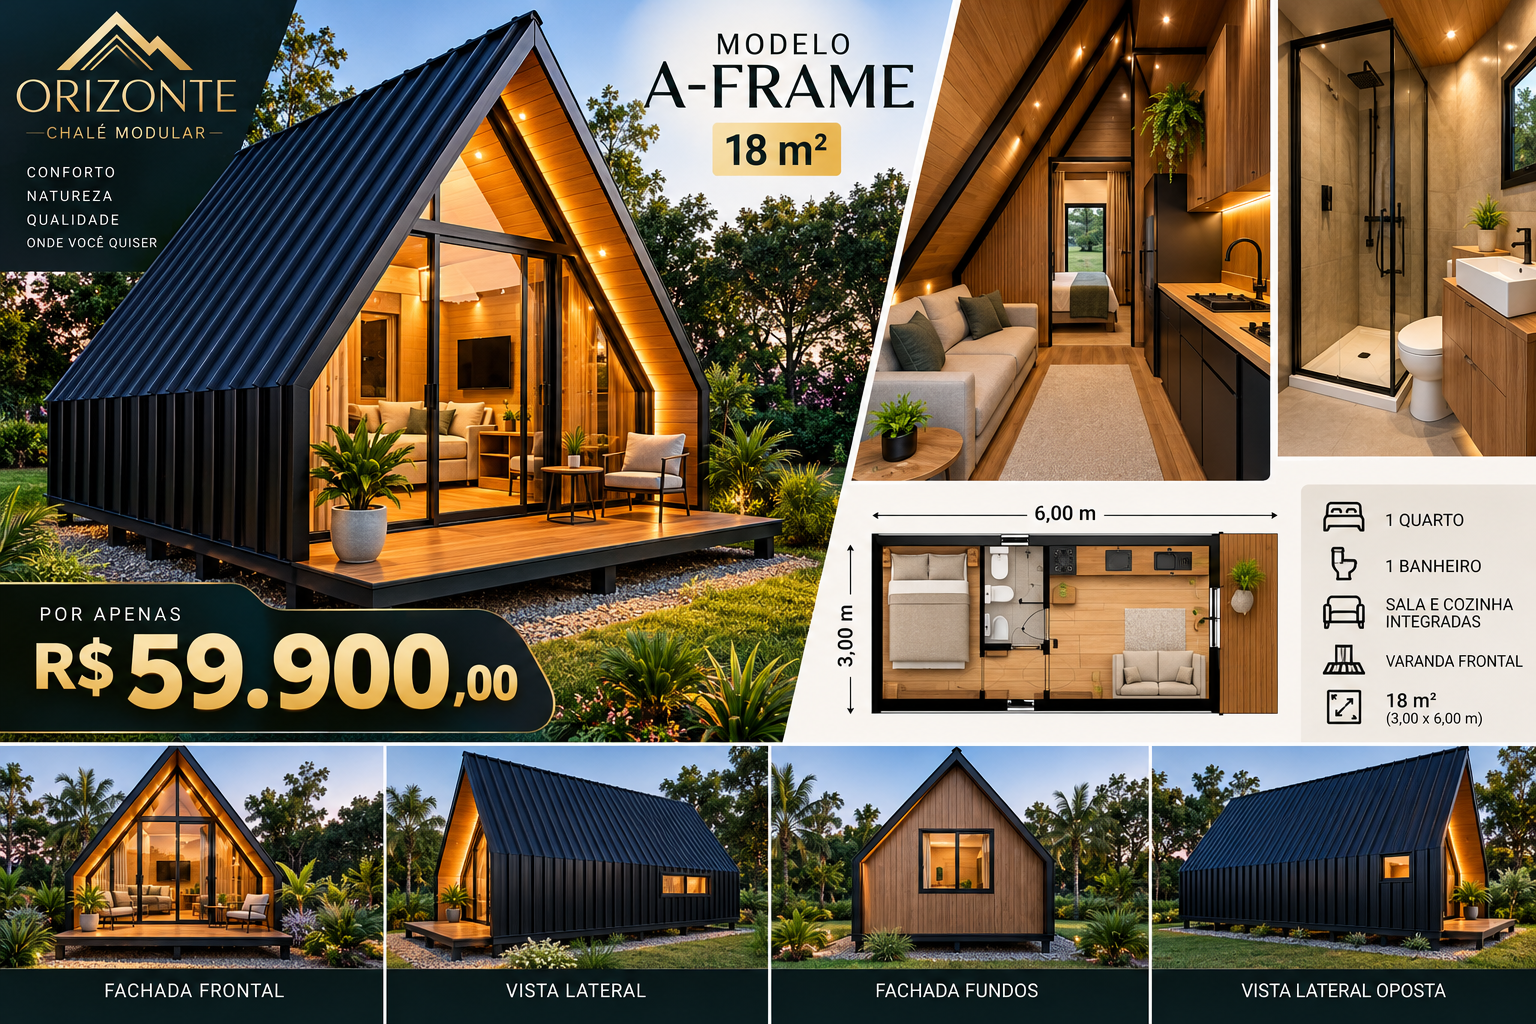 ORIZONTE
CHALÉ MODULAR
CONFORTO
NATUREZA
QUALIDADE
ONDE VOCÊ QUISER
MODELO
A-FRAME
18 m²
POR APENAS
R$ 59.900,00
6,00 m
3,00 m
1 QUARTO
1 BANHEIRO
SALA E COZINHA
INTEGRADAS
VARANDA FRONTAL
18 m²
(3,00 x 6,00 m)
FACHADA FRONTAL
VISTA LATERAL
FACHADA FUNDOS
VISTA LATERAL OPOSTA